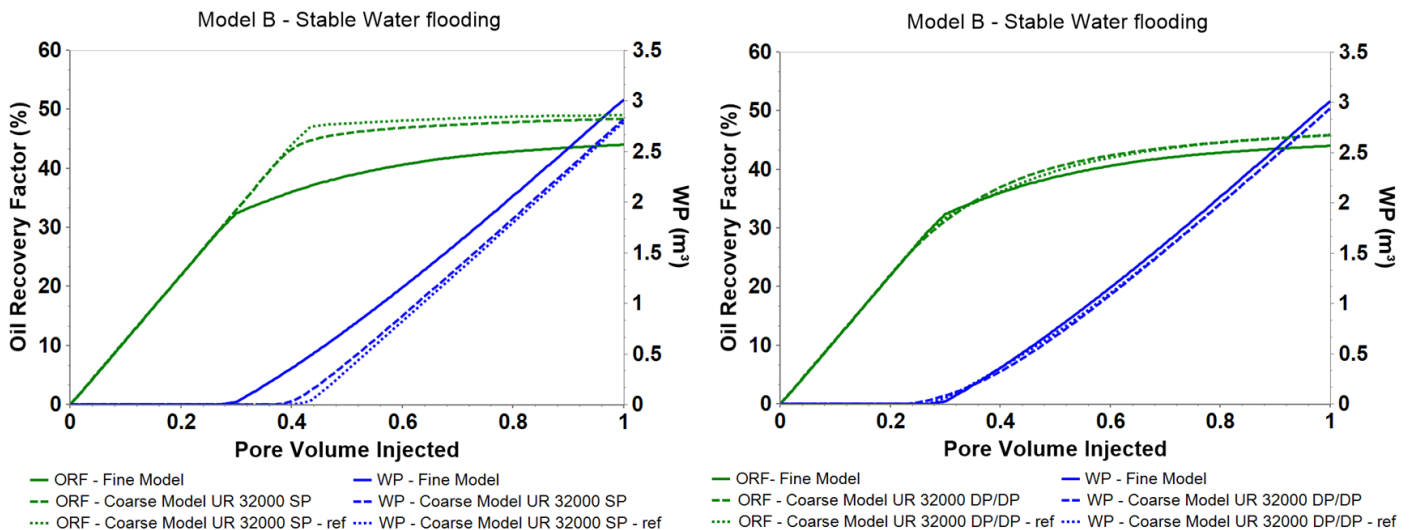 Model B - Stable Water flooding
60
50
40
30
20
10
0
Oil Recovery Factor (%)
3.5
3
2.5
2
1.5
1
0.5
0
WP (m³)
0 0.2 0.4 0.6 0.8 1
Pore Volume Injected
ORF - Fine Model WP - Fine Model
ORF - Coarse Model UR 32000 SP WP - Coarse Model UR 32000 SP
ORF - Coarse Model UR 32000 SP - ref WP - Coarse Model UR 32000 SP - ref
Model B - Stable Water flooding
60
50
40
30
20
10
0
Oil Recovery Factor (%)
3.5
3
2.5
2
1.5
1
0.5
0
WP (m³)
0 0.2 0.4 0.6 0.8 1
Pore Volume Injected
ORF - Fine Model WP - Fine Model
ORF - Coarse Model UR 32000 DP/DP WP - Coarse Model UR 32000 DP/DP
ORF - Coarse Model UR 32000 DP/DP - ref WP - Coarse Model UR 32000 DP/DP - ref